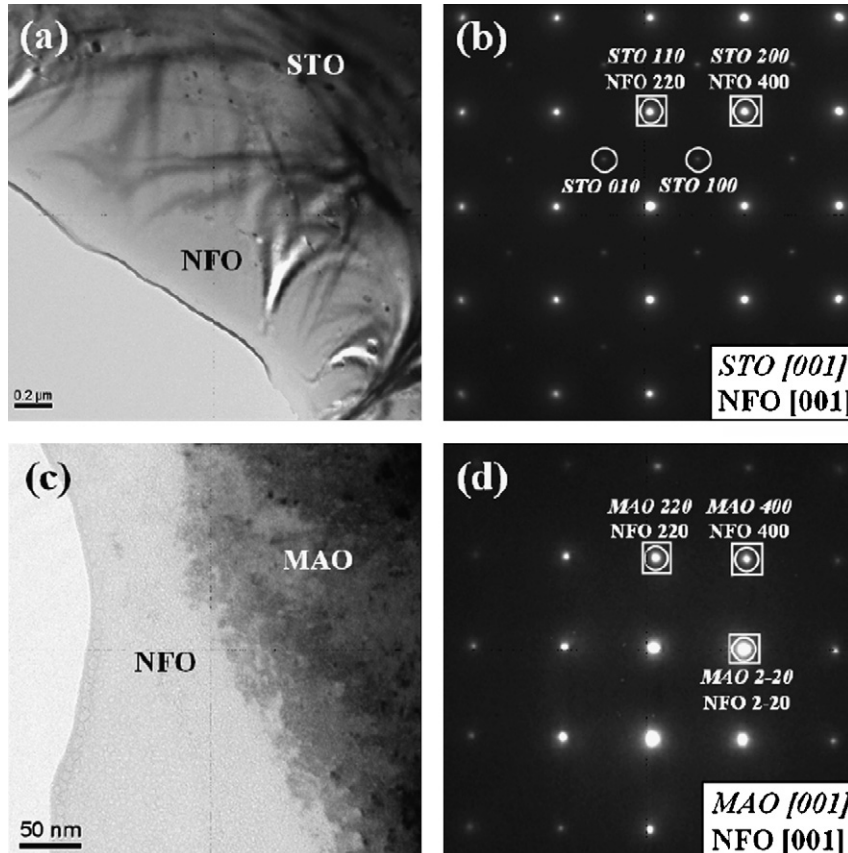 (a)
STO
NFO
0.2 µm
(b)
STO 110
NFO 220
STO 200
NFO 400
STO 010
STO 100
STO [001]
NFO [001]
(c)
MAO
NFO
50 nm
(d)
MAO 220
NFO 220
MAO 400
NFO 400
MAO 2-20
NFO 2-20
MAO [001]
NFO [001]